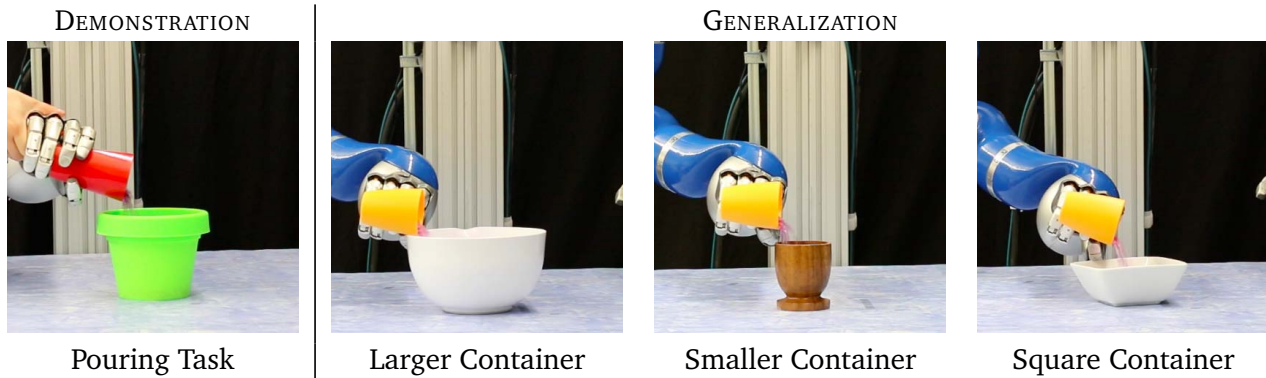 DEMONSTRATION
GENERALIZATION
Pouring Task
Larger Container
Smaller Container
Square Container